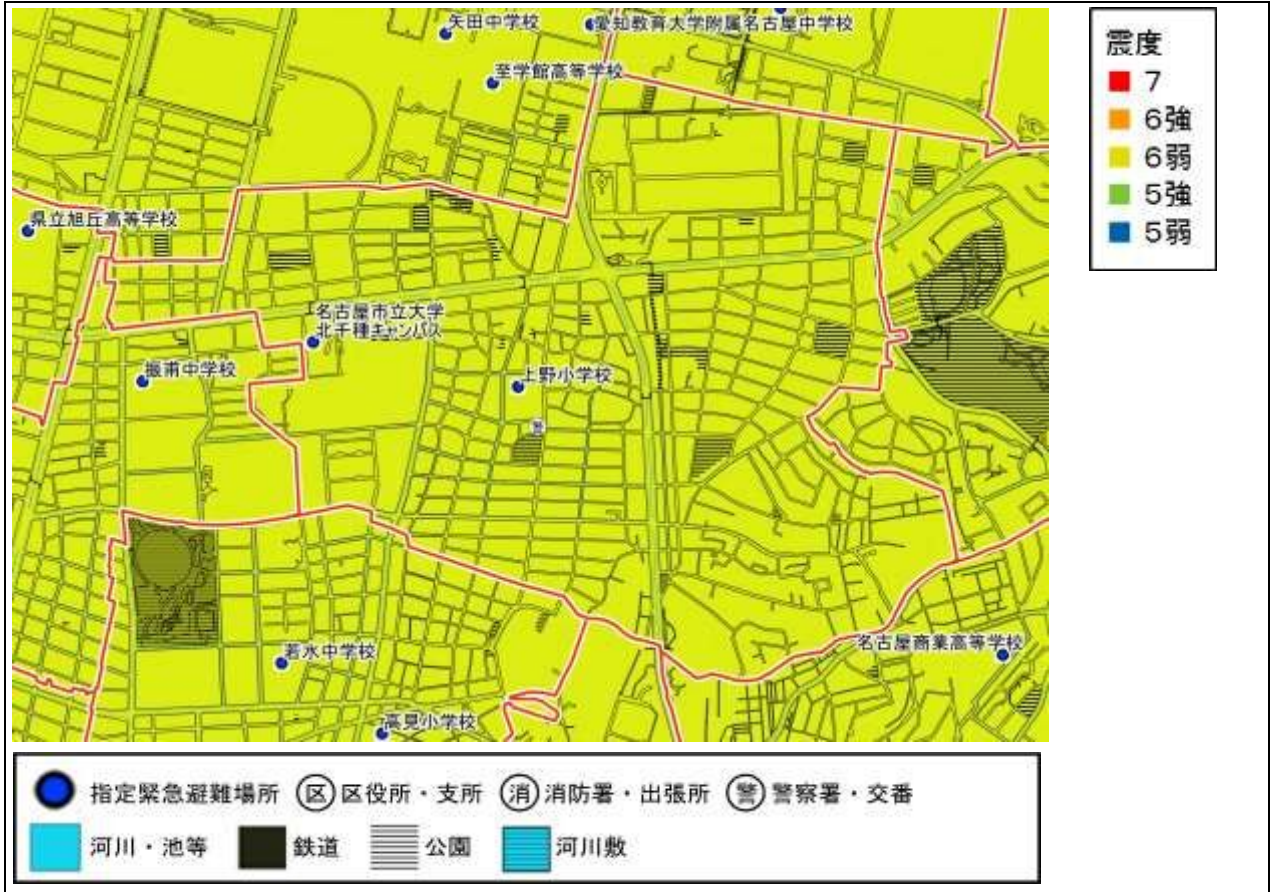 矢田中学校
愛知教育大学附属名古屋中学校
至学館高等学校
県立旭丘高等学校
名古屋市立大学
北千種キャンパス
振甫中学校
上野小学校
警
名古屋商業高等学校
若水中学校
高見小学校
震度
7
6強
6弱
5強
5弱
指定緊急避難場所 区 区役所・支所 消 消防署・出張所 警 警察署・交番
河川・池等 鉄道 公園 河川敷